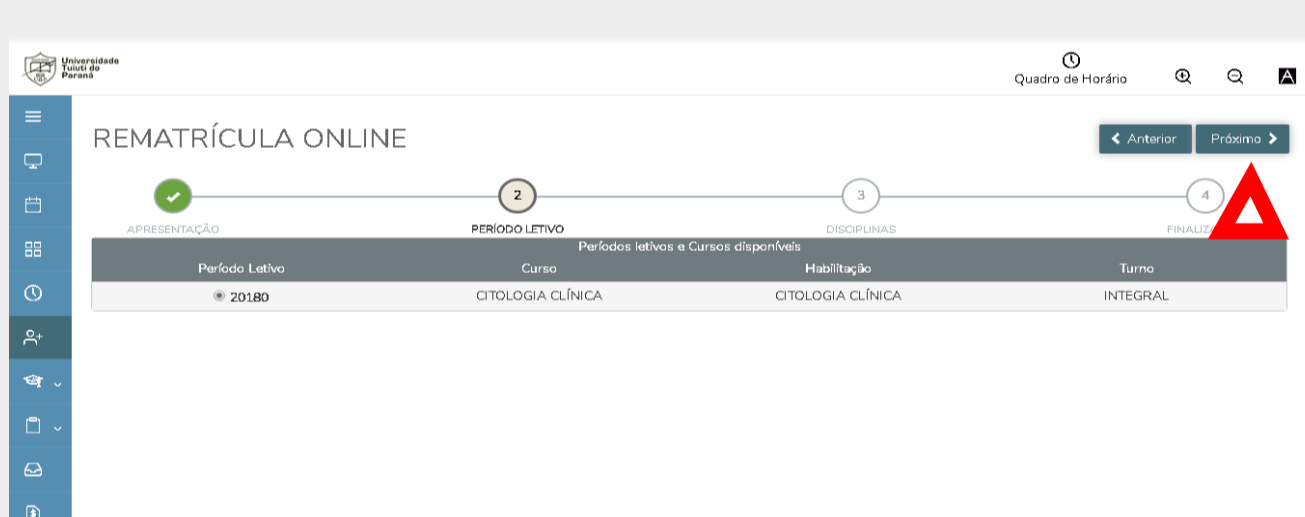 Universidade
Tuiuti do
Paraná
Quadro de Horário
A
REMATRÍCULA ONLINE
Anterior
Próximo
2
3
4
APRESENTAÇÃO
PERÍODO LETIVO
DISCIPLINAS
Períodos letivos e Cursos disponíveis
Período Letivo Curso Habilitação Turno
20180 CITOLOGIA CLÍNICA CITOLOGIA CLÍNICA INTEGRAL